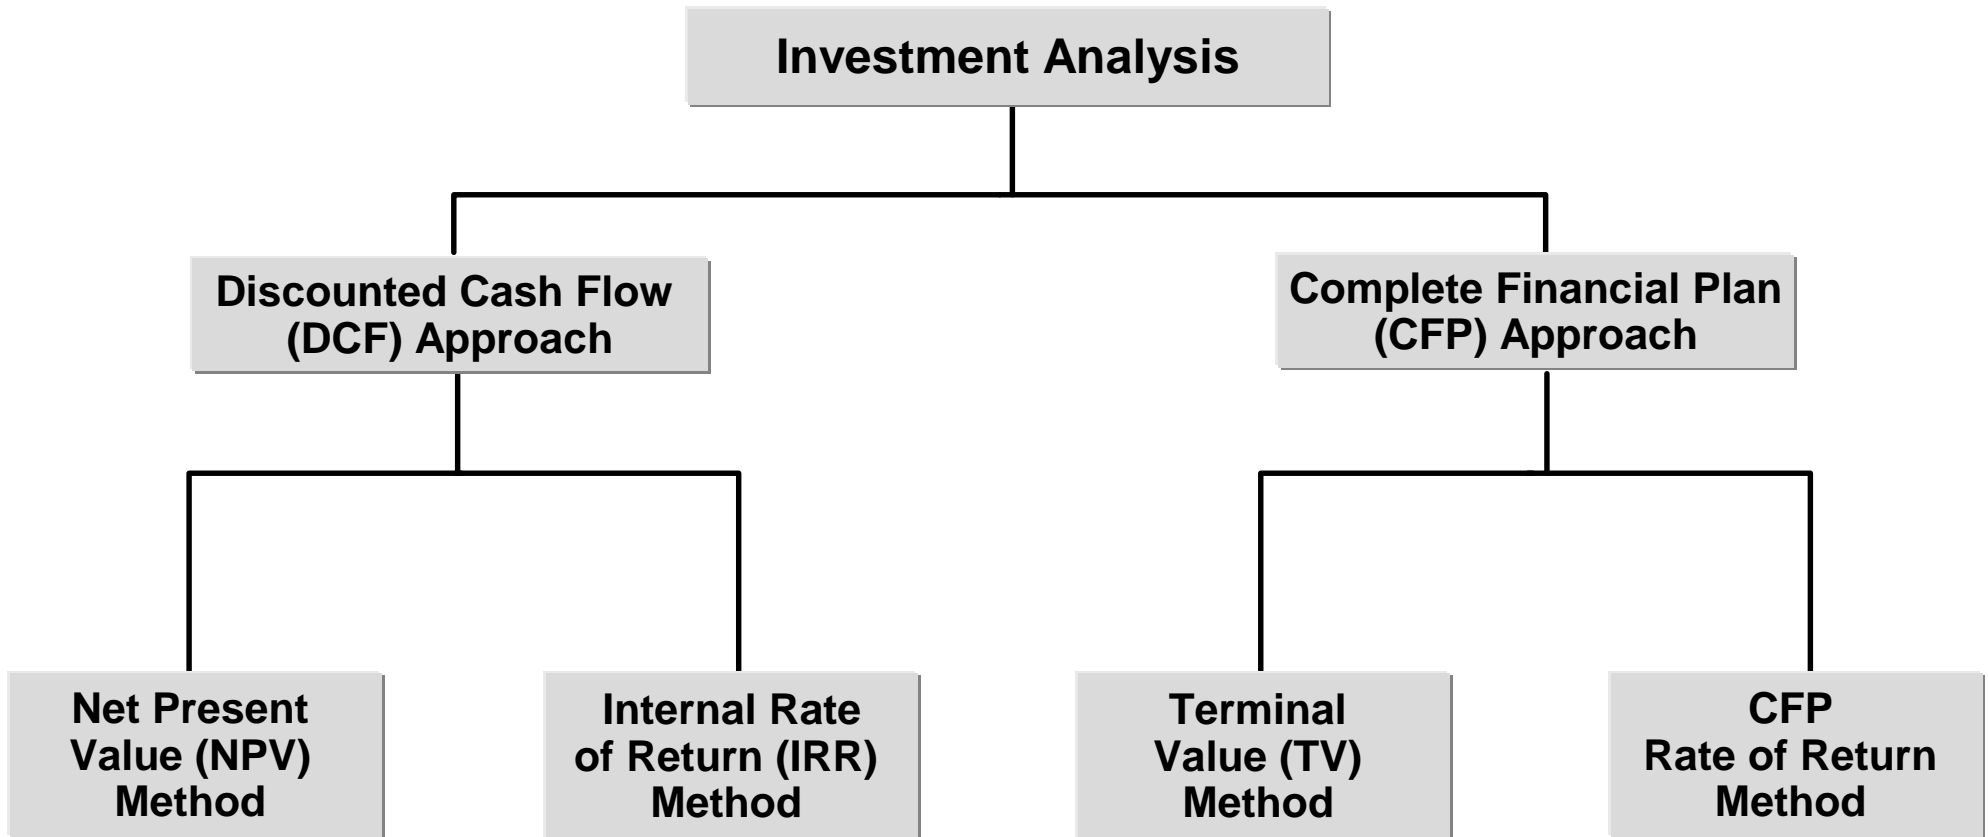 Investment Analysis
Discounted Cash Flow
(DCF) Approach
Complete Financial Plan
(CFP) Approach
Net Present
Value (NPV)
Method
Internal Rate
of Return (IRR)
Method
Terminal
Value (TV)
Method
CFP
Rate of Return
Method